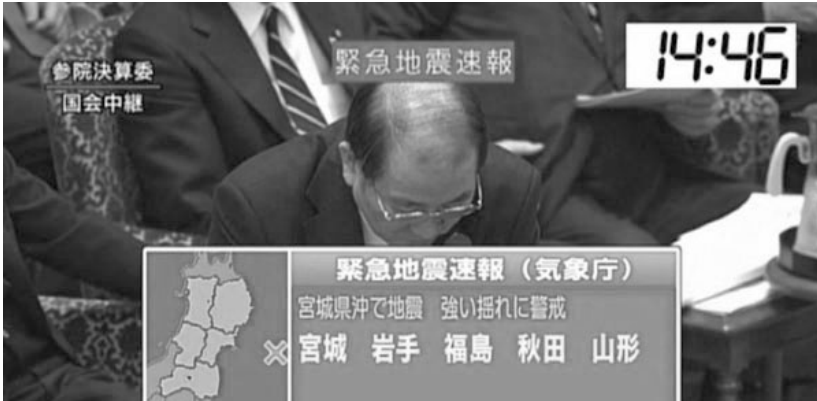 参院決算委
国会中継
緊急地震速報
14:46
緊急地震速報(気象庁)
宮城県沖で地震 強い揺れに警戒
宮城 岩手 福島 秋田 山形